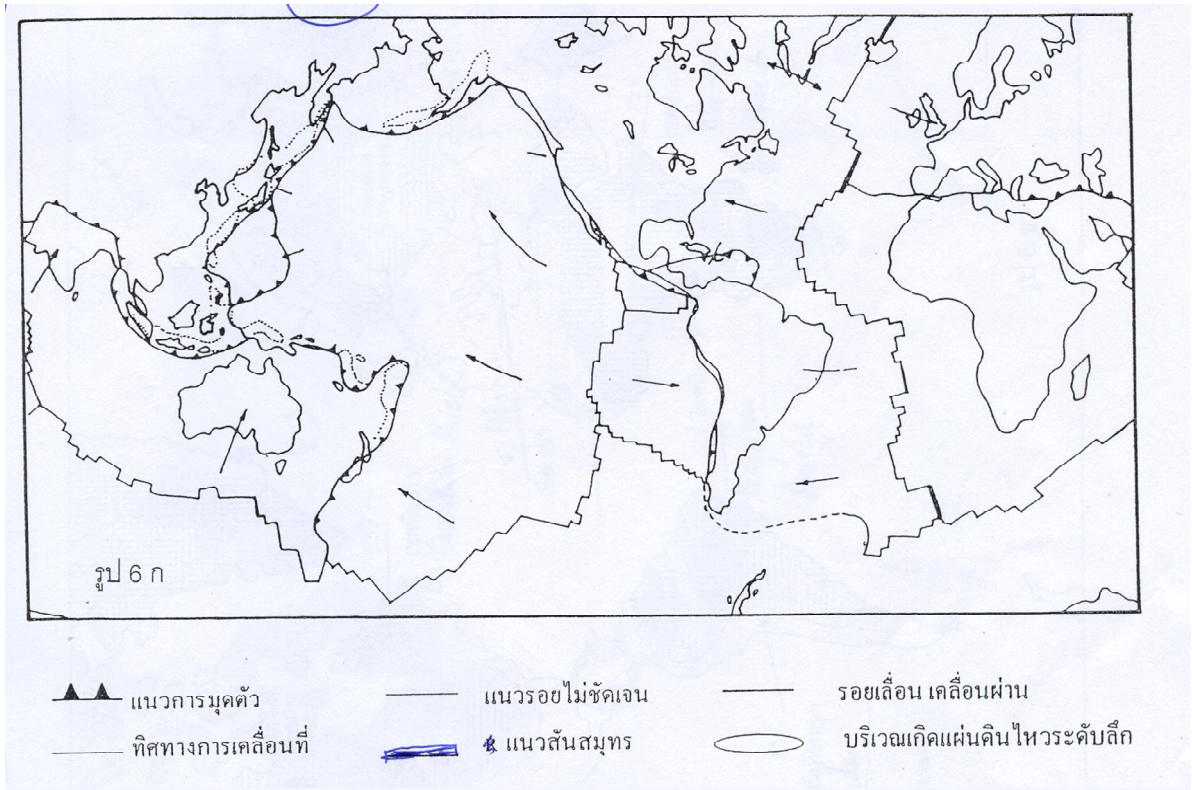 รูป 6 ก
แนวการมุดตัว
แนวรอยไม่ชัดเจน
รอยเลื่อน เคลื่อนผ่าน
ทิศทางการเคลื่อนที่
แนวสันสมุทร
บริเวณเกิดแผ่นดินไหวระดับลึก